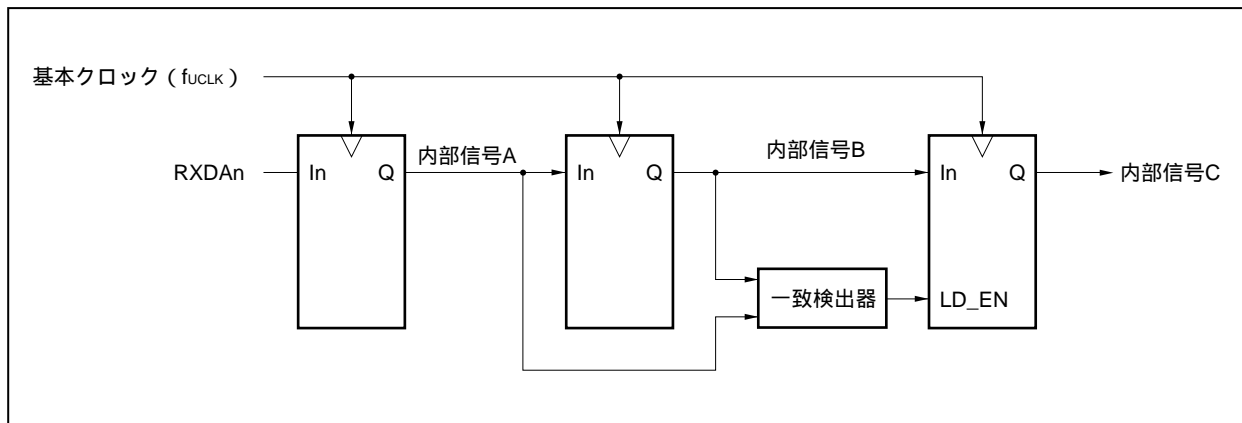 基本クロック（fUCLK）
RXDAn
In
Q
内部信号A
In
Q
内部信号B
In
Q
内部信号C
一致検出器
LD_EN